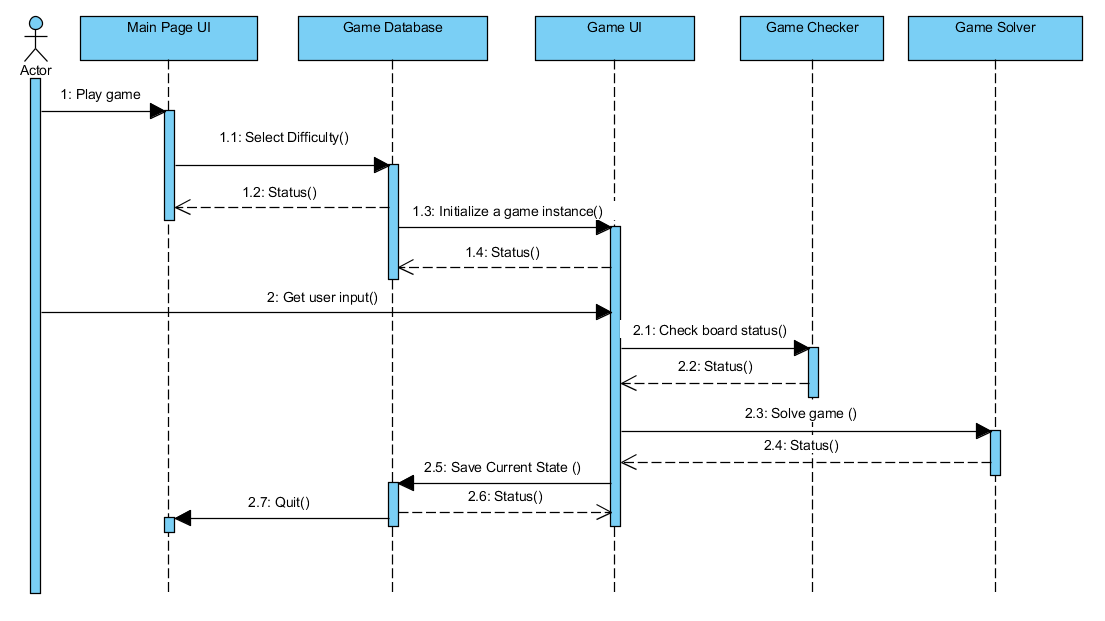 Main Page UI
Game Database
Game UI
Game Checker
Game Solver
Actor
1: Play game
1.1: Select Difficulty()
1.2: Status()
1.3: Initialize a game instance()
1.4: Status()
2: Get user input()
2.1: Check board status()
2.2: Status()
2.3: Solve game ()
2.4: Status()
2.5: Save Current State ()
2.6: Status()
2.7: Quit()